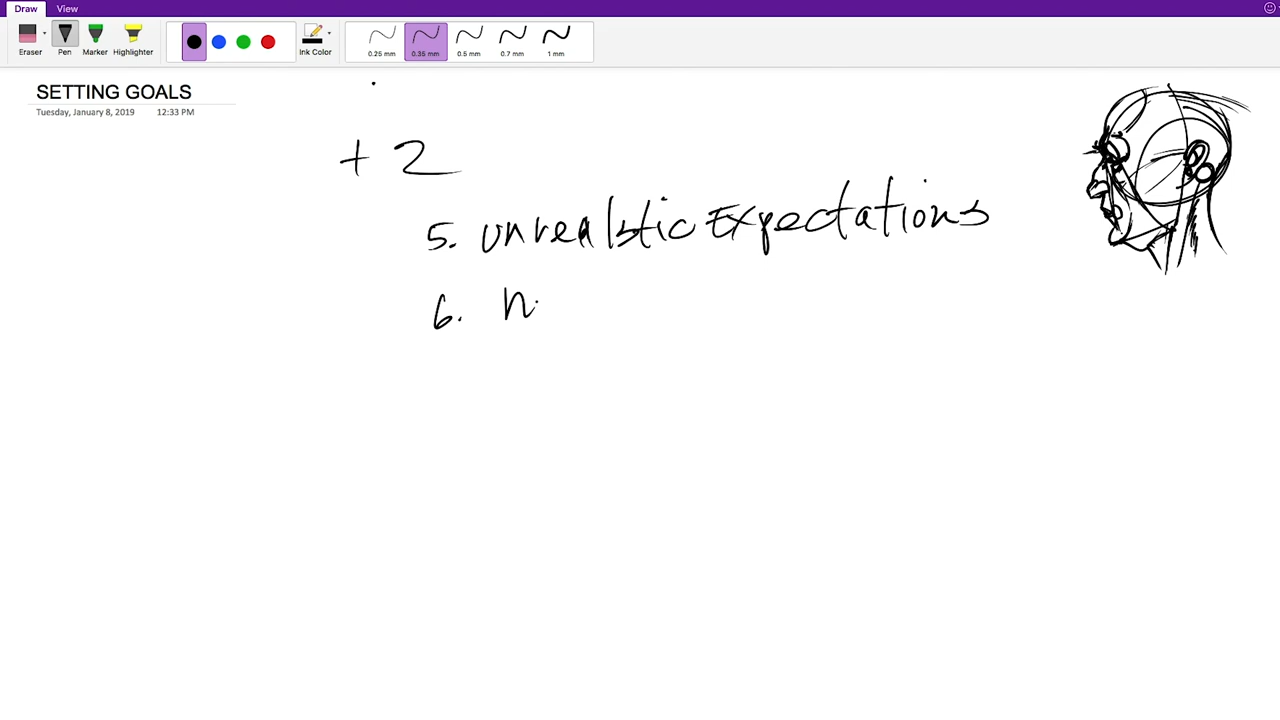 Draw View
Eraser Pen Marker Highlighter Ink Color 0.25 mm 0.35 mm 0.5 mm 0.7 mm 1 mm
SETTING GOALS
Tuesday, January 8, 2019 12:33 PM
+ 2
5. unrealistic Expectations
6. n